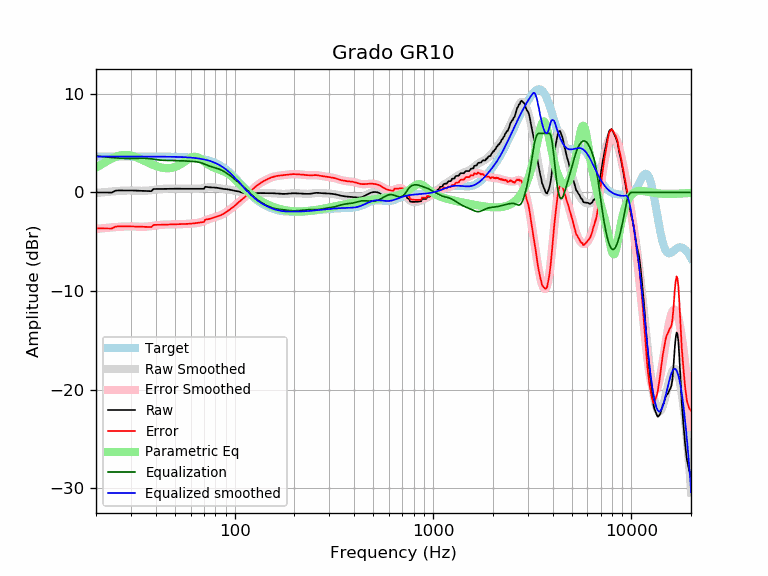 Grado GR10
Amplitude (dBr)
10
0
−10
−20
−30
Target
Raw Smoothed
Error Smoothed
Raw
Error
Parametric Eq
Equalization
Equalized smoothed
100
1000
10000
Frequency (Hz)